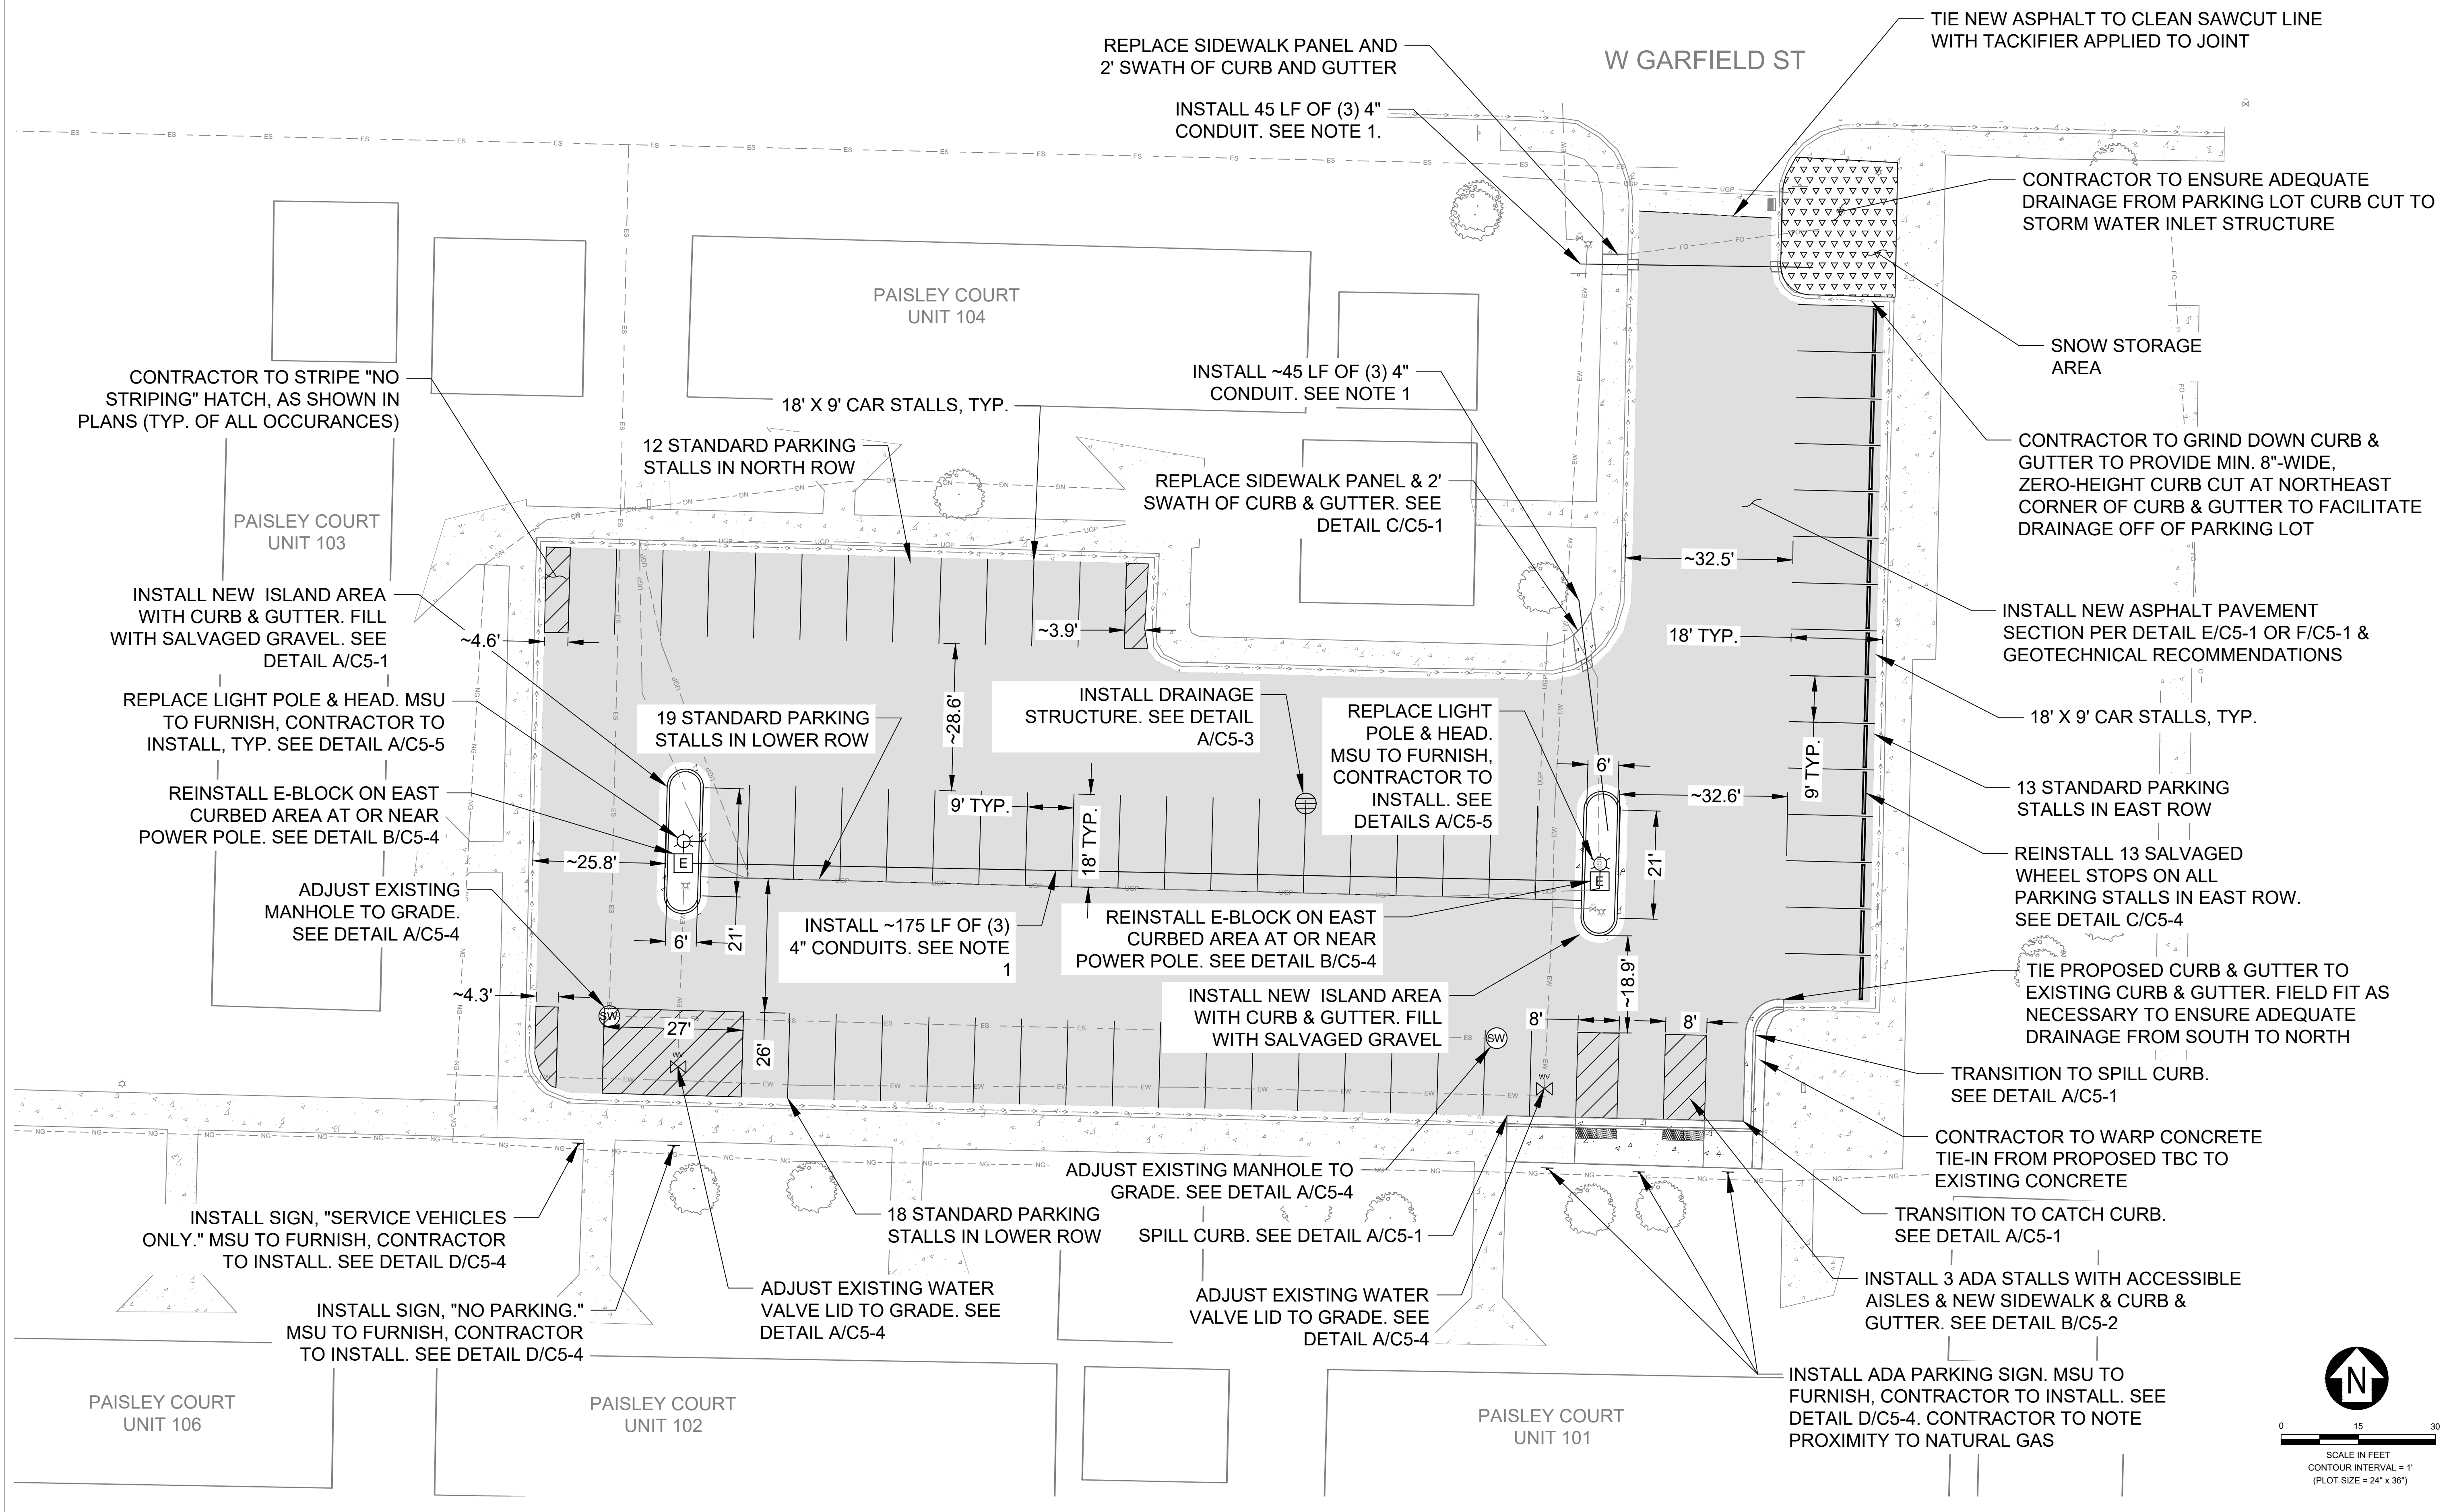 TIE NEW ASPHALT TO CLEAN SAWCUT LINE
WITH TACKIFIER APPLIED TO JOINT
REPLACE SIDEWALK PANEL AND
2' SWATH OF CURB AND GUTTER
W GARFIELD ST
INSTALL 45 LF OF (3) 4"
CONDUIT. SEE NOTE 1.
CONTRACTOR TO ENSURE ADEQUATE
DRAINAGE FROM PARKING LOT CURB CUT TO
STORM WATER INLET STRUCTURE
PAISLEY COURT
UNIT 104
SNOW STORAGE
AREA
CONTRACTOR TO STRIPE "NO
STRIPING" HATCH, AS SHOWN IN
PLANS (TYP. OF ALL OCCURANCES)
18' X 9' CAR STALLS, TYP.
INSTALL ~45 LF OF (3) 4"
CONDUIT. SEE NOTE 1
12 STANDARD PARKING
STALLS IN NORTH ROW
REPLACE SIDEWALK PANEL & 2'
SWATH OF CURB & GUTTER. SEE
DETAIL C/C5-1
CONTRACTOR TO GRIND DOWN CURB &
GUTTER TO PROVIDE MIN. 8"-WIDE,
ZERO-HEIGHT CURB CUT AT NORTHEAST
CORNER OF CURB & GUTTER TO FACILITATE
DRAINAGE OFF OF PARKING LOT
PAISLEY COURT
UNIT 103
~32.5'
INSTALL NEW ISLAND AREA
WITH CURB & GUTTER. FILL
WITH SALVAGED GRAVEL. SEE
DETAIL A/C5-1
~4.6'
~3.9'
18' TYP.
INSTALL NEW ASPHALT PAVEMENT
SECTION PER DETAIL E/C5-1 OR F/C5-1 &
GEOTECHNICAL RECOMMENDATIONS
REPLACE LIGHT POLE & HEAD. MSU
TO FURNISH, CONTRACTOR TO
INSTALL, TYP. SEE DETAIL A/C5-5
19 STANDARD PARKING
STALLS IN LOWER ROW
~28.6'
INSTALL DRAINAGE
STRUCTURE. SEE DETAIL
A/C5-3
REPLACE LIGHT
POLE & HEAD.
MSU TO FURNISH,
CONTRACTOR TO
INSTALL. SEE
DETAILS A/C5-5
18' X 9' CAR STALLS, TYP.
9' TYP.
6'
~32.6'
13 STANDARD PARKING
STALLS IN EAST ROW
REINSTALL E-BLOCK ON EAST
CURBED AREA AT OR NEAR
POWER POLE. SEE DETAIL B/C5-4
9' TYP.
18' TYP.
~25.8'
E
E
21'
REINSTALL 13 SALVAGED
WHEEL STOPS ON ALL
PARKING STALLS IN EAST ROW.
SEE DETAIL C/C5-4
ADJUST EXISTING
MANHOLE TO GRADE.
SEE DETAIL A/C5-4
6'
21'
INSTALL ~175 LF OF (3)
4" CONDUITS. SEE NOTE
1
REINSTALL E-BLOCK ON EAST
CURBED AREA AT OR NEAR
POWER POLE. SEE DETAIL B/C5-4
~18.9'
TIE PROPOSED CURB & GUTTER TO
EXISTING CURB & GUTTER. FIELD FIT AS
NECESSARY TO ENSURE ADEQUATE
DRAINAGE FROM SOUTH TO NORTH
~4.3'
SW
27'
26'
WV
INSTALL NEW ISLAND AREA
WITH CURB & GUTTER. FILL
WITH SALVAGED GRAVEL
SW
8'
8'
WV
TRANSITION TO SPILL CURB.
SEE DETAIL A/C5-1
CONTRACTOR TO WARP CONCRETE
TIE-IN FROM PROPOSED TBC TO
EXISTING CONCRETE
ADJUST EXISTING MANHOLE TO
GRADE. SEE DETAIL A/C5-4
INSTALL SIGN, "SERVICE VEHICLES
ONLY." MSU TO FURNISH, CONTRACTOR
TO INSTALL. SEE DETAIL D/C5-4
18 STANDARD PARKING
STALLS IN LOWER ROW
SPILL CURB. SEE DETAIL A/C5-1
TRANSITION TO CATCH CURB.
SEE DETAIL A/C5-1
INSTALL 3 ADA STALLS WITH ACCESSIBLE
AISLES & NEW SIDEWALK & CURB &
GUTTER. SEE DETAIL B/C5-2
INSTALL SIGN, "NO PARKING."
MSU TO FURNISH, CONTRACTOR
TO INSTALL. SEE DETAIL D/C5-4
ADJUST EXISTING WATER
VALVE LID TO GRADE. SEE
DETAIL A/C5-4
ADJUST EXISTING WATER
VALVE LID TO GRADE. SEE
DETAIL A/C5-4
INSTALL ADA PARKING SIGN. MSU TO
FURNISH, CONTRACTOR TO INSTALL. SEE
DETAIL D/C5-4. CONTRACTOR TO NOTE
PROXIMITY TO NATURAL GAS
PAISLEY COURT
UNIT 106
PAISLEY COURT
UNIT 102
PAISLEY COURT
UNIT 101
N
0 15 30
SCALE IN FEET
CONTOUR INTERVAL = 1'
(PLOT SIZE = 24" x 36")